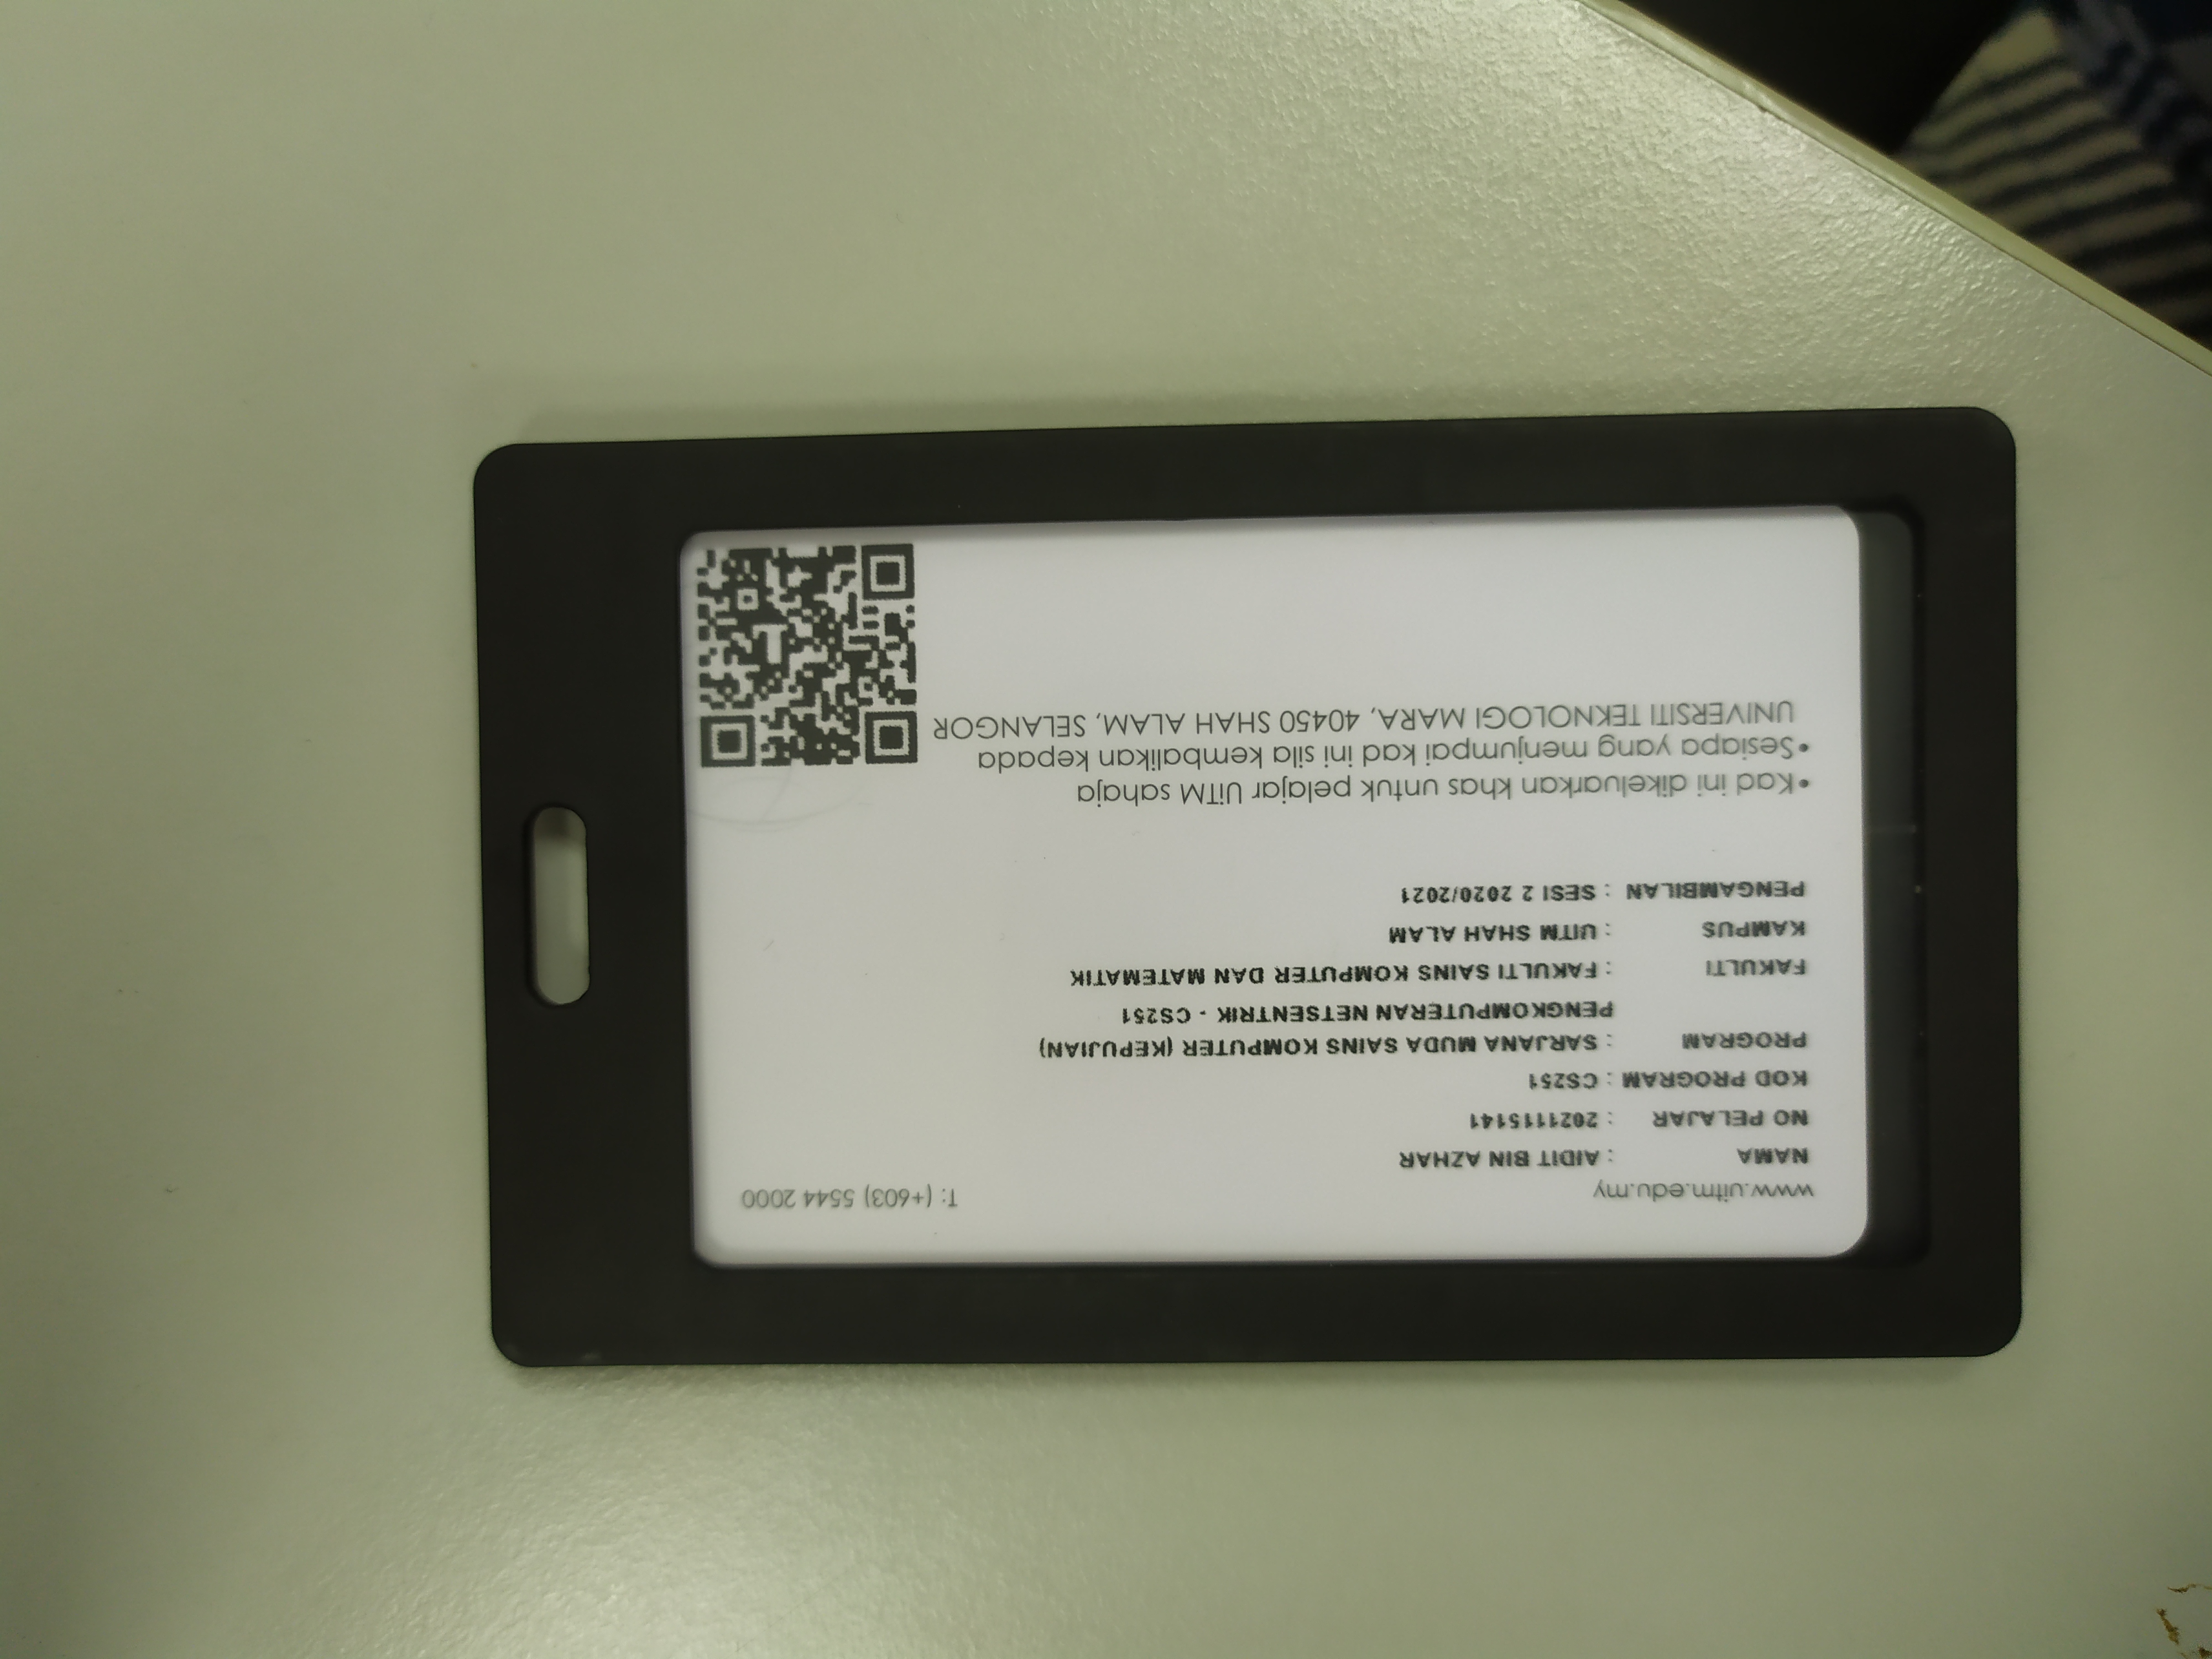 www.uitm.edu.my T: (+603) 5544 2000
NAMA : AIDIT BIN AZHAR
NO PELAJAR : 2021115141
KOD PROGRAM : CS251
PROGRAM : SARJANA MUDA SAINS KOMPUTER (KEPUJIAN)
PENGKOMPUTERAN NETSENTRIK - CS251
FAKULTI : FAKULTI SAINS KOMPUTER DAN MATEMATIK
KAMPUS : UITM SHAH ALAM
PENGAMBILAN : SESI 2 2020/2021
•Kad ini dikeluarkan khas untuk pelajar UiTM sahaja
•Sesiapa yang menjumpai kad ini sila kembalikan kepada
UNIVERSITI TEKNOLOGI MARA, 40450 SHAH ALAM, SELANGOR